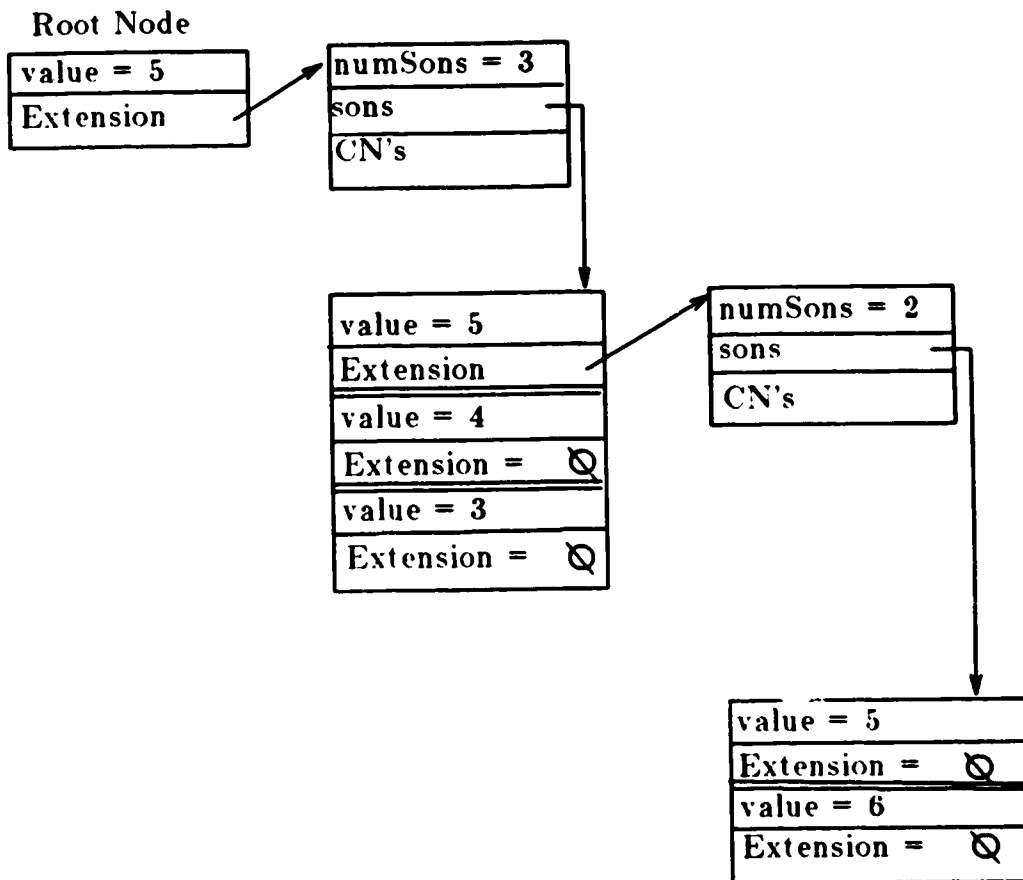 Root Node
value = 5
Extension
numSons = 3
sons
CN's
value = 5
Extension
value = 4
Extension = Ø
value = 3
Extension = Ø
numSons = 2
sons
CN's
value = 5
Extension = Ø
value = 6
Extension = Ø